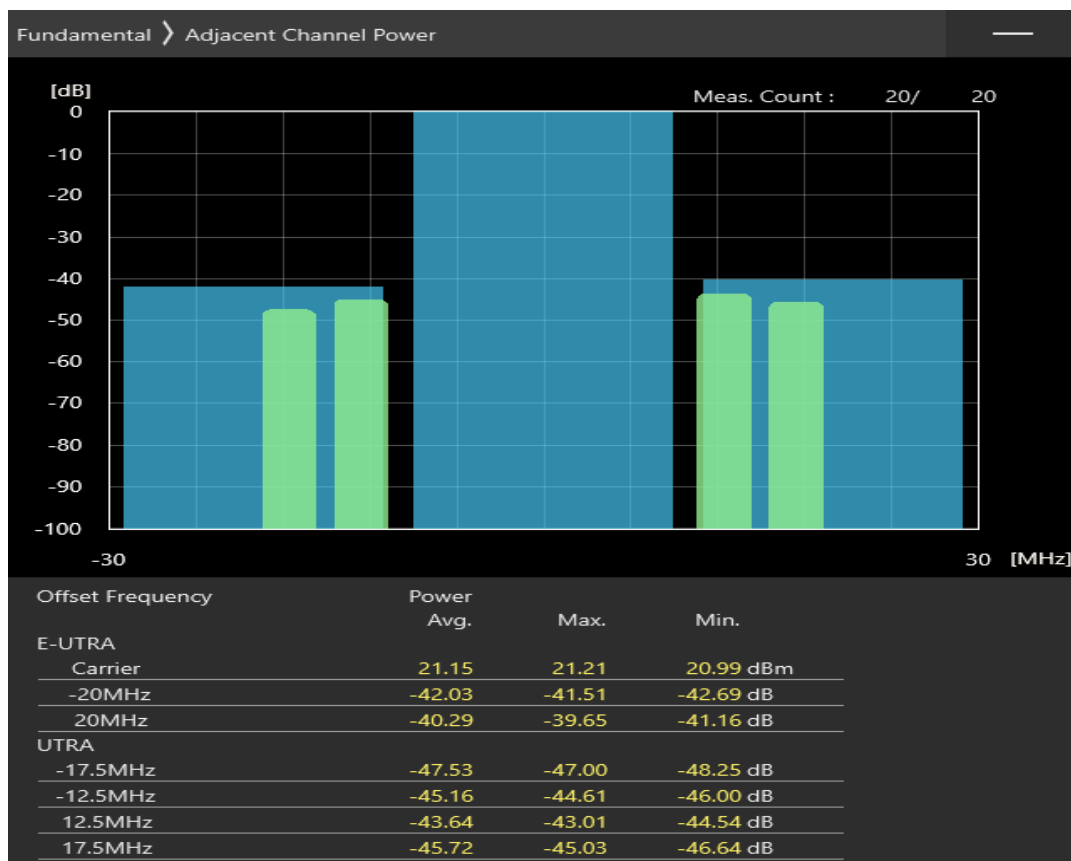 Fundamental ❯ Adjacent Channel Power
[dB]
Meas. Count : 20/ 20
0
-10
-20
-30
-40
-50
-60
-70
-80
-90
-100
-30 30 [MHz]
Offset Frequency Power
Avg. Max. Min.
E-UTRA
Carrier 21.15 21.21 20.99 dBm
-20MHz -42.03 -41.51 -42.69 dB
20MHz -40.29 -39.65 -41.16 dB
UTRA
-17.5MHz -47.53 -47.00 -48.25 dB
-12.5MHz -45.16 -44.61 -46.00 dB
12.5MHz -43.64 -43.01 -44.54 dB
17.5MHz -45.72 -45.03 -46.64 dB